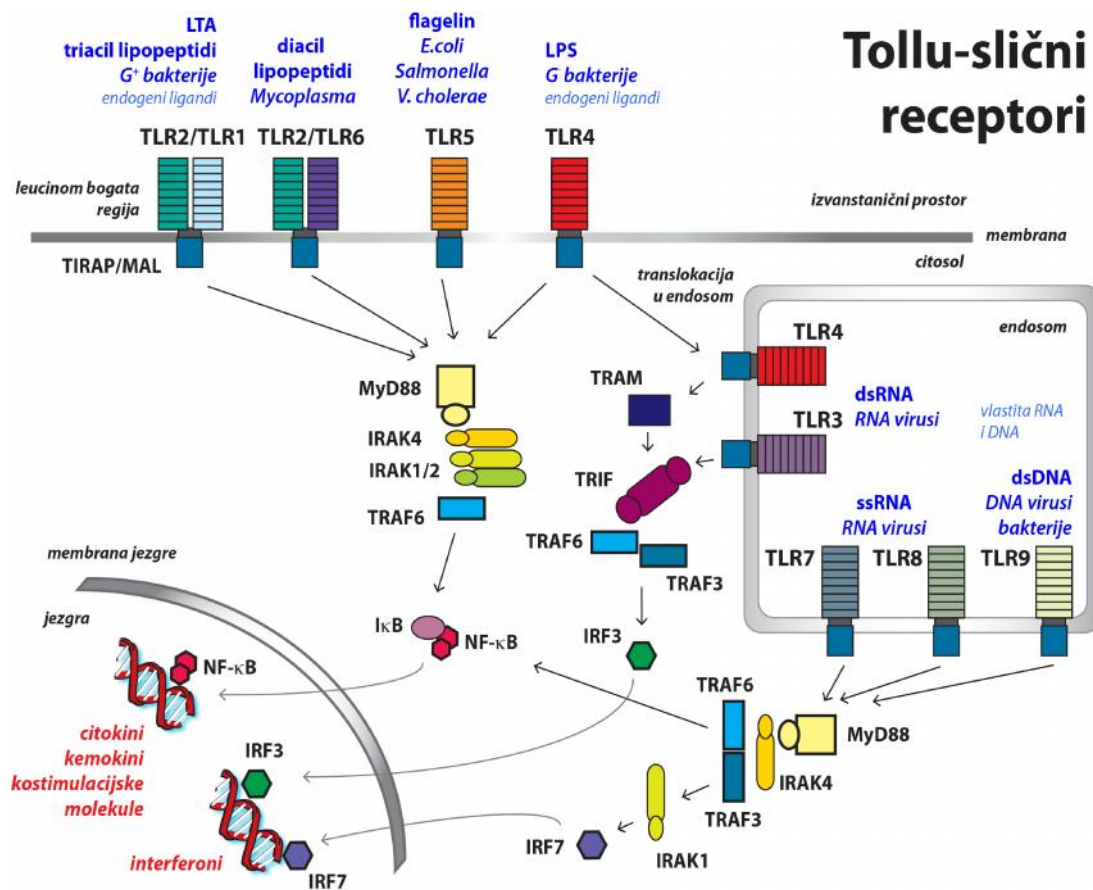 Tollu-slični
receptori
LTA
triacil lipopeptidi
G⁺ bakterije
endogeni ligandi
TLR2/TLR1
diacil
lipopeptidi
Mycoplasma
TLR2/TLR6
flagelin
E.coli
Salmonella
V. cholerae
TLR5
LPS
G bakterije
endogeni ligandi
TLR4
leucinom bogata
regija
izvanstanični prostor
membrana
citosol
TIRAP/MAL
translokacija
u endosom
endosom
TLR4
TRAM
MyD88
dsRNA
RNA virusi
vlastita RNA
i DNA
TLR3
IRAK4
IRAK1/2
TRIF
TRAF6
TRAF6
TRAF3
ssRNA
RNA virusi
dsDNA
DNA virusi
bakterije
TLR7
TLR8
TLR9
membrana jezgre
jezgra
IκB
NF-κB
IRF3
NF-κB
citokini
kemokini
kostimulacijske
molekule
IRF3
interferoni
IRF7
TRAF6
MyD88
IRAK4
TRAF3
IRAK1
IRF7